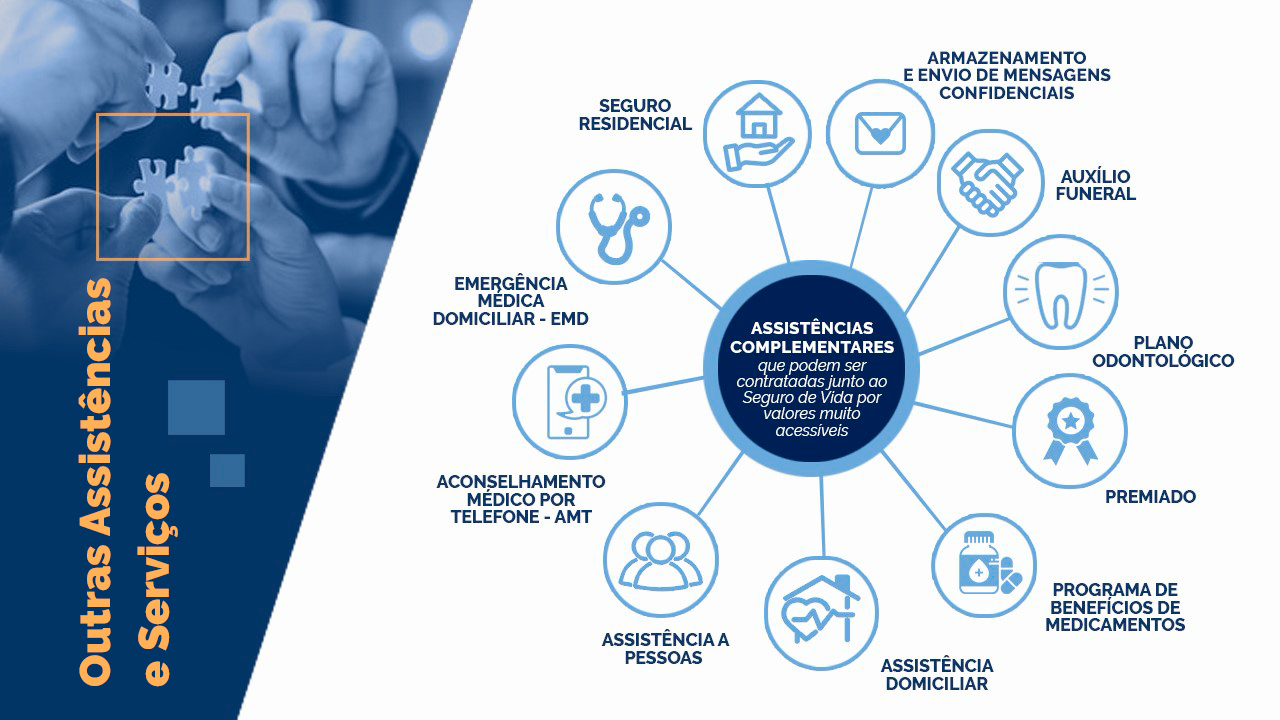 Outras Assistências
e Serviços
ARMAZENAMENTO
E ENVIO DE MENSAGENS
CONFIDENCIAIS
SEGURO
RESIDENCIAL
AUXÍLIO
FUNERAL
EMERGÊNCIA
MÉDICA
DOMICILIAR - EMD
PLANO
ODONTOLÓGICO
ASSISTÊNCIAS
COMPLEMENTARES
que podem ser
contratadas junto ao
Seguro de Vida por
valores muito
acessíveis
ACONSELHAMENTO
MÉDICO POR
TELEFONE - AMT
PREMIADO
PROGRAMA DE
BENEFÍCIOS DE
MEDICAMENTOS
ASSISTÊNCIA A
PESSOAS
ASSISTÊNCIA
DOMICILIAR